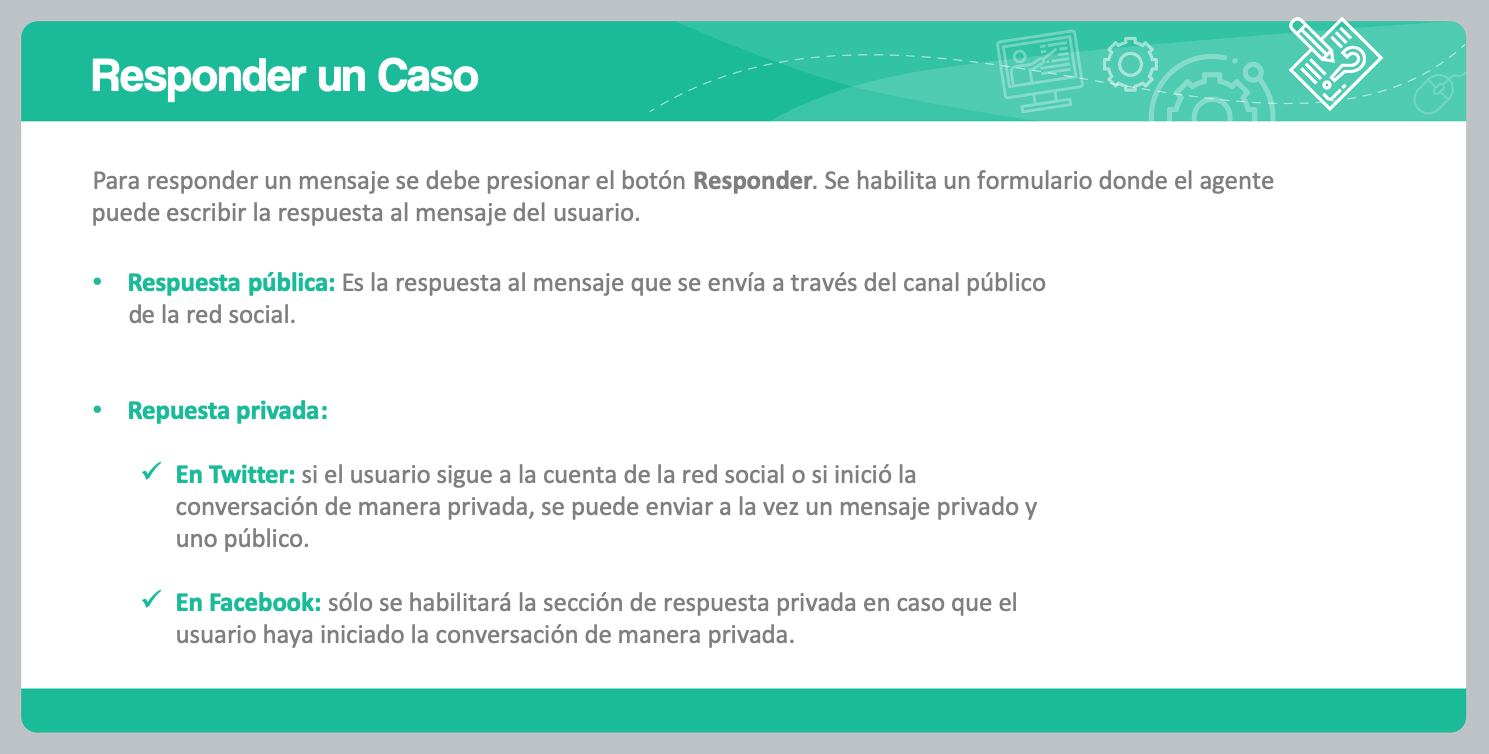 Responder un Caso
Para responder un mensaje se debe presionar el botón Responder. Se habilita un formulario donde el agente
puede escribir la respuesta al mensaje del usuario.
• Respuesta pública: Es la respuesta al mensaje que se envía a través del canal público
de la red social.
• Repuesta privada:
✓ En Twitter: si el usuario sigue a la cuenta de la red social o si inició la
conversación de manera privada, se puede enviar a la vez un mensaje privado y
uno público.
✓ En Facebook: sólo se habilitará la sección de respuesta privada en caso que el
usuario haya iniciado la conversación de manera privada.